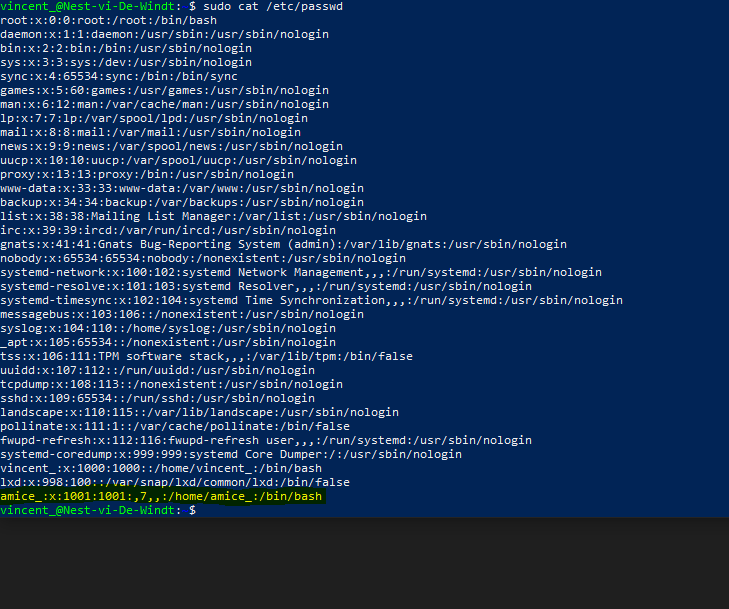 vincent_@Nest-vi-De-Windt: $ sudo cat /etc/passwd
root:x:0:0:root:/root:/bin/bash
daemon:x:1:1:daemon:/usr/sbin:/usr/sbin/nologin
bin:x:2:2:bin:/bin:/usr/sbin/nologin
sys:x:3:3:sys:/dev:/usr/sbin/nologin
sync:x:4:65534:sync:/bin:/bin/sync
games:x:5:60:games:/usr/games:/usr/sbin/nologin
man:x:6:12:man:/var/cache/man:/usr/sbin/nologin
lp:x:7:7:lp:/var/spool/lpd:/usr/sbin/nologin
mail:x:8:8:mail:/var/mail:/usr/sbin/nologin
news:x:9:9:news:/var/spool/news:/usr/sbin/nologin
uucp:x:10:10:uucp:/var/spool/uucp:/usr/sbin/nologin
proxy:x:13:13:proxy:/bin:/usr/sbin/nologin
www-data:x:33:33:www-data:/var/www:/usr/sbin/nologin
backup:x:34:34:backup:/var/backups:/usr/sbin/nologin
list:x:38:38:Mailing List Manager:/var/list:/usr/sbin/nologin
irc:x:39:39:ircd:/var/run/ircd:/usr/sbin/nologin
gnats:x:41:41:Gnats Bug-Reporting System (admin):/var/lib/gnats:/usr/sbin/nologin
nobody:x:65534:65534:nobody:/nonexistent:/usr/sbin/nologin
systemd-network:x:100:102:systemd Network Management,,,:/run/systemd:/usr/sbin/nologin
systemd-resolve:x:101:103:systemd Resolver,,,:/run/systemd:/usr/sbin/nologin
systemd-timesync:x:102:104:systemd Time Synchronization,,,:/run/systemd:/usr/sbin/nologin
messagebus:x:103:106::/nonexistent:/usr/sbin/nologin
syslog:x:104:110::/home/syslog:/usr/sbin/nologin
_apt:x:105:65534::/nonexistent:/usr/sbin/nologin
tss:x:106:111:TPM software stack,,,:/var/lib/tpm:/bin/false
uuidd:x:107:112::/run/uuidd:/usr/sbin/nologin
tcpdump:x:108:113::/nonexistent:/usr/sbin/nologin
sshd:x:109:65534::/run/sshd:/usr/sbin/nologin
landscape:x:110:115::/var/lib/landscape:/usr/sbin/nologin
pollinate:x:111:1::/var/cache/pollinate:/bin/false
fwupd-refresh:x:112:116:fwupd-refresh user,,,:/run/systemd:/usr/sbin/nologin
systemd-coredump:x:999:999:systemd Core Dumper:/:/usr/sbin/nologin
vincent_:x:1000:1000::/home/vincent_:/bin/bash
lxd:x:998:100::/var/snap/lxd/common/lxd:/bin/false
amice_:x:1001:1001:,7,,:/home/amice_:/bin/bash
vincent_@Nest-vi-De-Windt: $